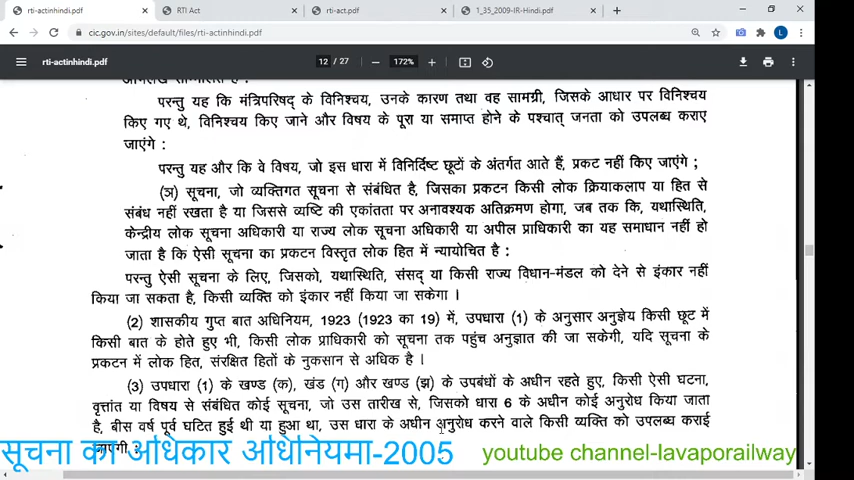 rti-actinhindi.pdf
RTI Act
rti-act.pdf
1_35_2009-IR-Hindi.pdf
cic.gov.in/sites/default/files/rti-actinhindi.pdf
rti-actinhindi.pdf
12 / 27
172%
परन्तु यह कि मंत्रिपरिषद् के विनिश्चय, उनके कारण तथा वह सामग्री, जिसके आधार पर विनिश्चय
किए गए थे, विनिश्चय किए जाने और विषय के पूरा या समाप्त होने के पश्चात् जनता को उपलब्ध कराए
जाएंगे :
परन्तु यह और कि वे विषय, जो इस धारा में विनिर्दिष्ट छूटों के अंतर्गत आते हैं, प्रकट नहीं किए जाएंगे ;
(ञ) सूचना, जो व्यक्तिगत सूचना से संबंधित है, जिसका प्रकटन किसी लोक क्रियाकलाप या हित से
संबंध नहीं रखता है या जिससे व्यष्टि की एकांतता पर अनावश्यक अतिक्रमण होगा, जब तक कि, यथास्थिति,
केन्द्रीय लोक सूचना अधिकारी या राज्य लोक सूचना अधिकारी या अपील प्राधिकारी का यह समाधान नहीं हो
जाता है कि ऐसी सूचना का प्रकटन विस्तृत लोक हित में न्यायोचित है :
परन्तु ऐसी सूचना के लिए, जिसको, यथास्थिति, संसद् या किसी राज्य विधान-मंडल को देने से इंकार नहीं
किया जा सकता है, किसी व्यक्ति को इंकार नहीं किया जा सकेगा ।
(2) शासकीय गुप्त बात अधिनियम, 1923 (1923 का 19) में, उपधारा (1) के अनुसार अनुज्ञेय किसी छूट में
किसी बात के होते हुए भी, किसी लोक प्राधिकारी को सूचना तक पहुंच अनुज्ञात की जा सकेगी, यदि सूचना के
प्रकटन में लोक हित, संरक्षित हितों के नुकसान से अधिक है ।
(3) उपधारा (1) के खण्ड (क), खंड (ग) और खण्ड (झ) के उपबंधों के अधीन रहते हुए, किसी ऐसी घटना,
वृत्तांत या विषय से संबंधित कोई सूचना, जो उस तारीख से, जिसको धारा 6 के अधीन कोई अनुरोध किया जाता
है, बीस वर्ष पूर्व घटित हुई थी या हुआ था, उस धारा के अधीन अनुरोध करने वाले किसी व्यक्ति को उपलब्ध कराई
जाएगी :
सूचना का अधिकार अधिनियमा-2005
youtube channel-lavaporailway